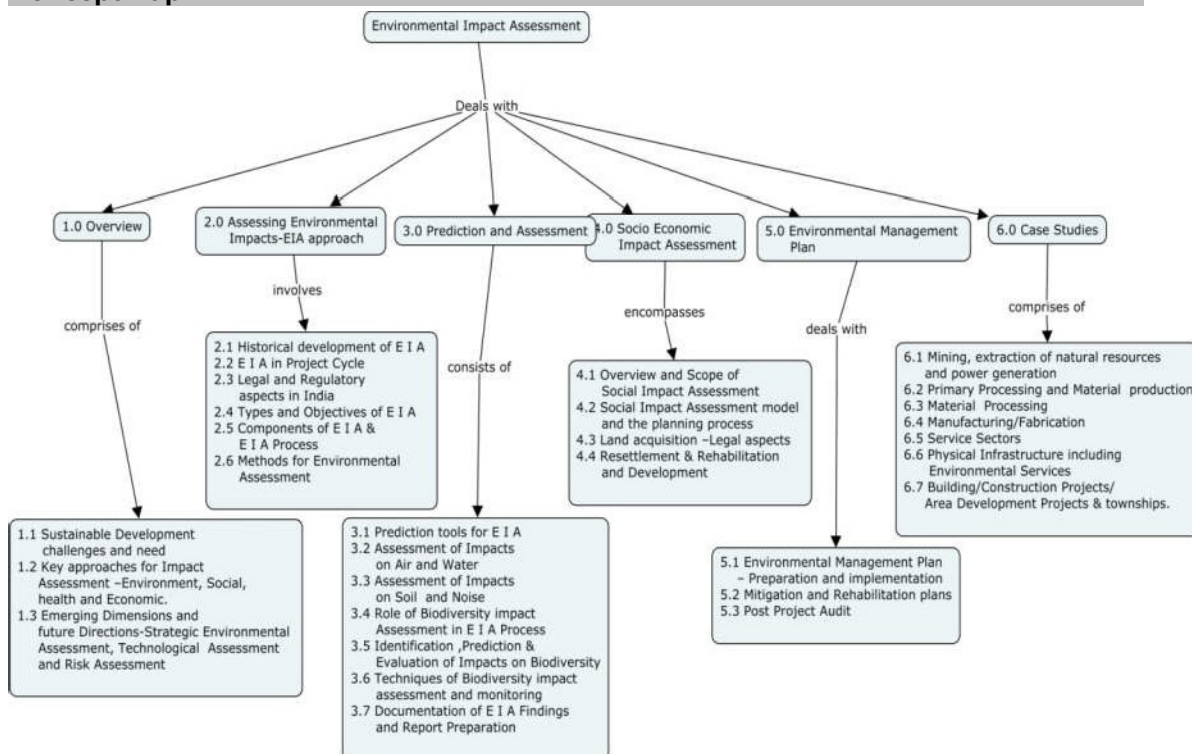 Environmental Impact Assessment
Deals with
1.0 Overview
2.0 Assessing Environmental
Impacts-EIA approach
3.0 Prediction and Assessment
4.0 Socio Economic
Impact Assessment
5.0 Environmental Management
Plan
6.0 Case Studies
comprises of
involves
consists of
encompasses
deals with
comprises of
1.1 Sustainable Development
challenges and need
1.2 Key approaches for Impact
Assessment –Environment, Social,
health and Economic.
1.3 Emerging Dimensions and
future Directions-Strategic Environmental
Assessment, Technological Assessment
and Risk Assessment
2.1 Historical development of E I A
2.2 E I A in Project Cycle
2.3 Legal and Regulatory
aspects in India
2.4 Types and Objectives of E I A
2.5 Components of E I A &
E I A Process
2.6 Methods for Environmental
Assessment
3.1 Prediction tools for E I A
3.2 Assessment of Impacts
on Air and Water
3.3 Assessment of Impacts
on Soil and Noise
3.4 Role of Biodiversity impact
Assessment in E I A Process
3.5 Identification ,Prediction &
Evaluation of Impacts on Biodiversity
3.6 Techniques of Biodiversity impact
assessment and monitoring
3.7 Documentation of E I A Findings
and Report Preparation
4.1 Overview and Scope of
Social Impact Assessment
4.2 Social Impact Assessment model
and the planning process
4.3 Land acquisition –Legal aspects
4.4 Resettlement & Rehabilitation
and Development
5.1 Environmental Management Plan
– Preparation and implementation
5.2 Mitigation and Rehabilitation plans
5.3 Post Project Audit
6.1 Mining, extraction of natural resources
and power generation
6.2 Primary Processing and Material production
6.3 Material Processing
6.4 Manufacturing/Fabrication
6.5 Service Sectors
6.6 Physical Infrastructure including
Environmental Services
6.7 Building/Construction Projects/
Area Development Projects & townships.